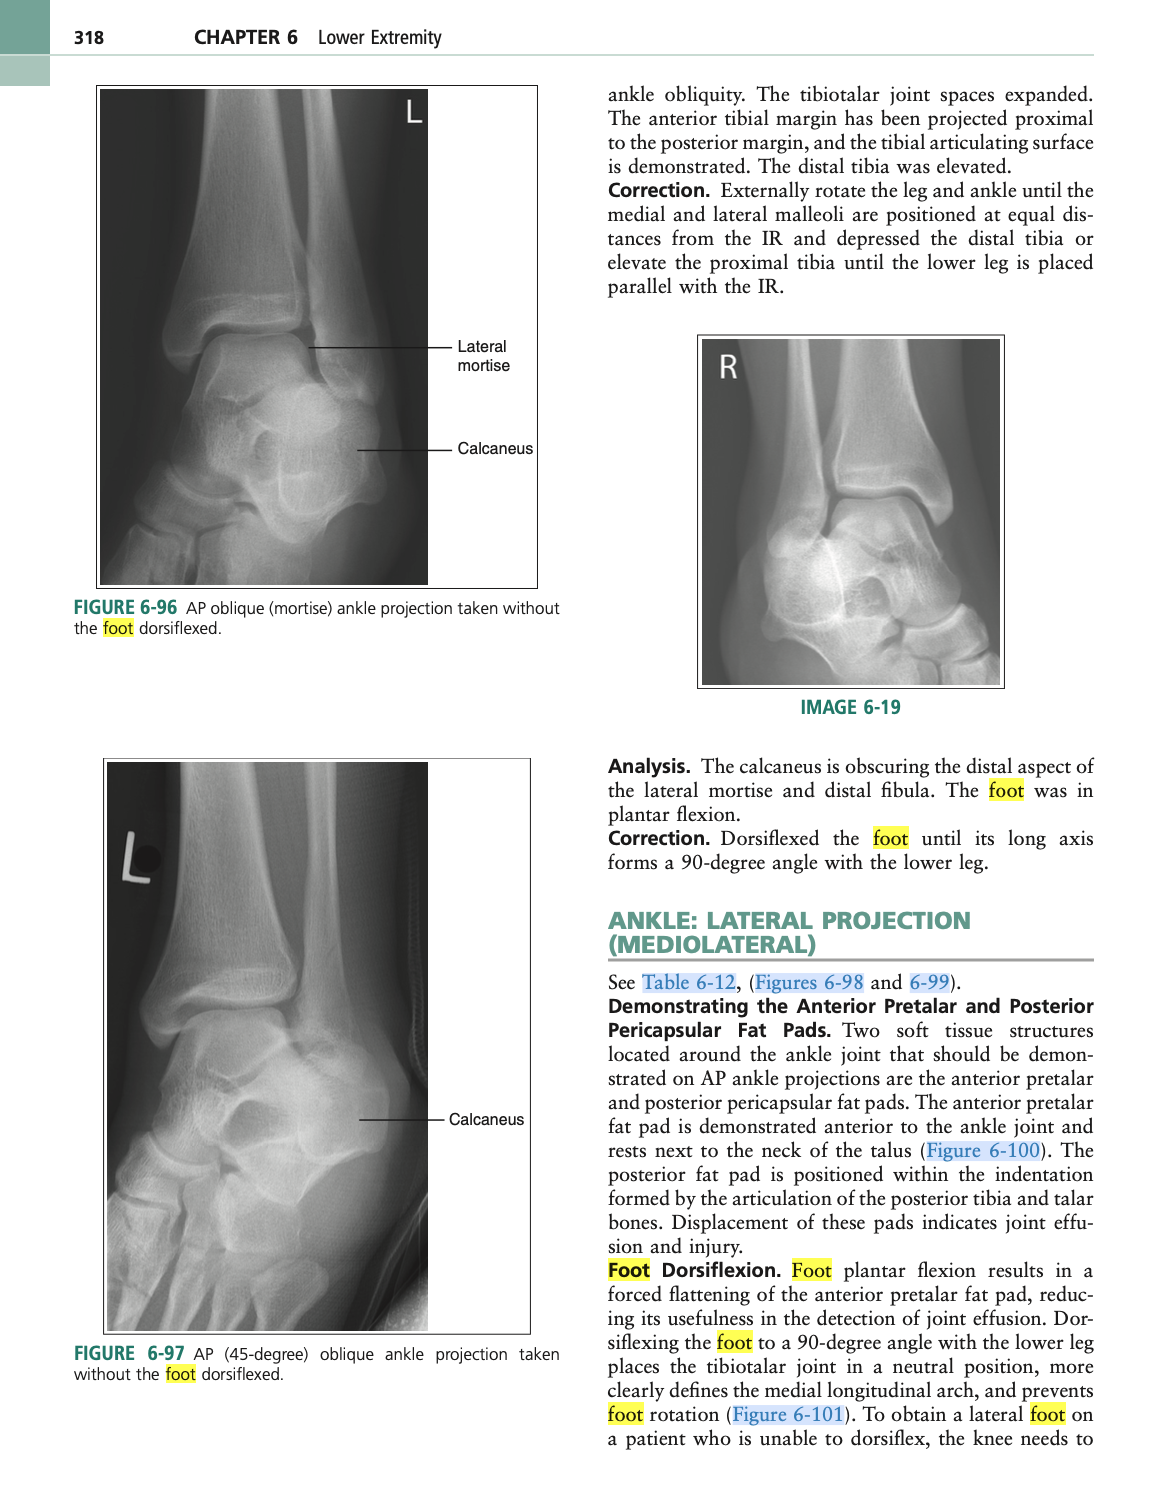 318 CHAPTER 6 Lower Extremity
L
Lateral
mortise
Calcaneus
FIGURE 6-96 AP oblique (mortise) ankle projection taken without
the foot dorsiflexed.
L
Calcaneus
FIGURE 6-97 AP (45-degree) oblique ankle projection taken
without the foot dorsiflexed.
ankle obliquity. The tibiotalar joint spaces expanded.
The anterior tibial margin has been projected proximal
to the posterior margin, and the tibial articulating surface
is demonstrated. The distal tibia was elevated.
Correction. Externally rotate the leg and ankle until the
medial and lateral malleoli are positioned at equal dis-
tances from the IR and depressed the distal tibia or
elevate the proximal tibia until the lower leg is placed
parallel with the IR.
R
IMAGE 6-19
Analysis. The calcaneus is obscuring the distal aspect of
the lateral mortise and distal fibula. The foot was in
plantar flexion.
Correction. Dorsiflexed the foot until its long axis
forms a 90-degree angle with the lower leg.
ANKLE: LATERAL PROJECTION
(MEDIOLATERAL)
See Table 6-12, (Figures 6-98 and 6-99).
Demonstrating the Anterior Pretalar and Posterior
Pericapsular Fat Pads. Two soft tissue structures
located around the ankle joint that should be demon-
strated on AP ankle projections are the anterior pretalar
and posterior pericapsular fat pads. The anterior pretalar
fat pad is demonstrated anterior to the ankle joint and
rests next to the neck of the talus (Figure 6-100). The
posterior fat pad is positioned within the indentation
formed by the articulation of the posterior tibia and talar
bones. Displacement of these pads indicates joint effu-
sion and injury.
Foot Dorsiflexion. Foot plantar flexion results in a
forced flattening of the anterior pretalar fat pad, reduc-
ing its usefulness in the detection of joint effusion. Dor-
siflexing the foot to a 90-degree angle with the lower leg
places the tibiotalar joint in a neutral position, more
clearly defines the medial longitudinal arch, and prevents
foot rotation (Figure 6-101). To obtain a lateral foot on
a patient who is unable to dorsiflex, the knee needs to